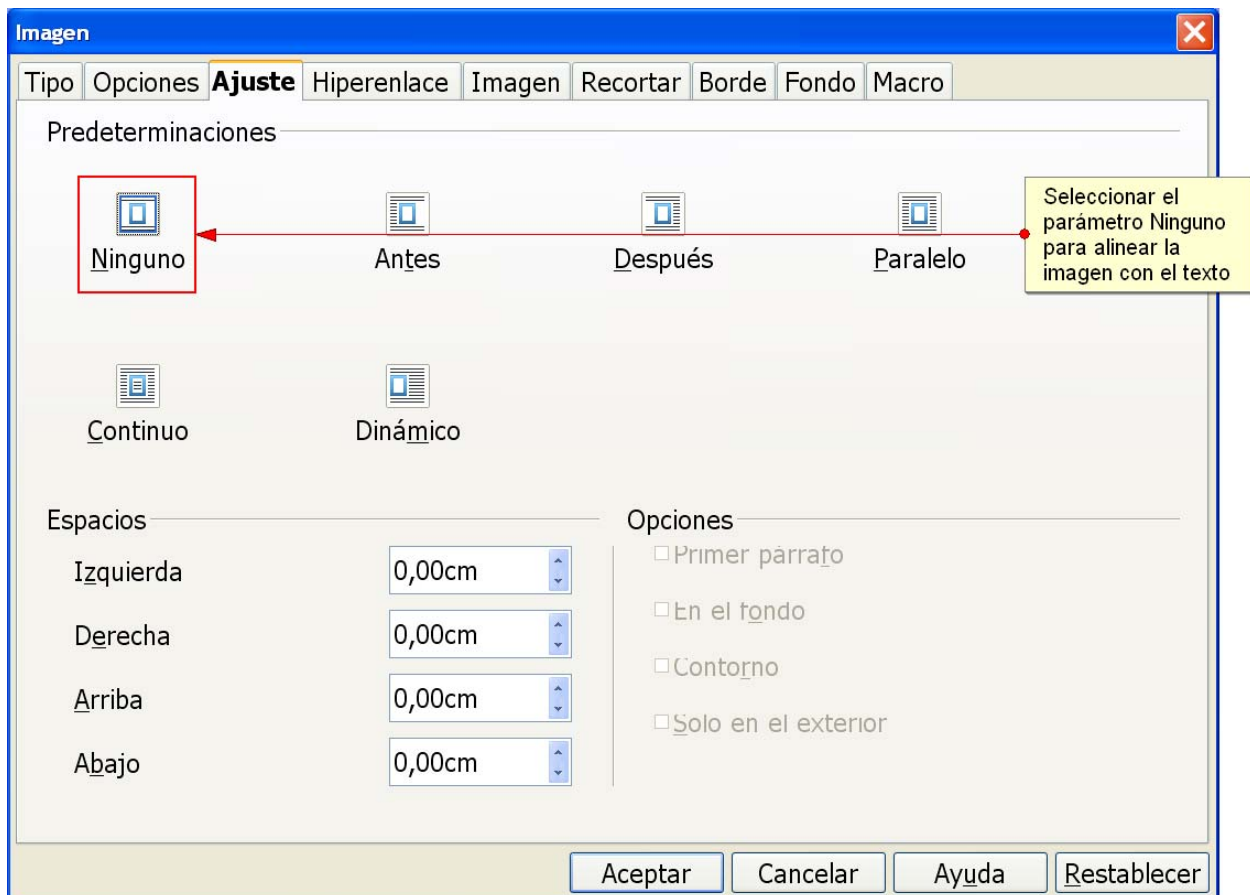 Imagen
Tipo Opciones Ajuste Hiperenlace Imagen Recortar Borde Fondo Macro
Predeterminaciones
Ninguno Antes Después Paralelo
Seleccionar el
parámetro Ninguno
para alinear la
imagen con el texto
Continuo Dinámico
Espacios
Izquierda 0,00cm
Derecha 0,00cm
Arriba 0,00cm
Abajo 0,00cm
Opciones
Primer párrafo
En el fondo
Contorno
Solo en el exterior
Aceptar Cancelar Ayuda Restablecer